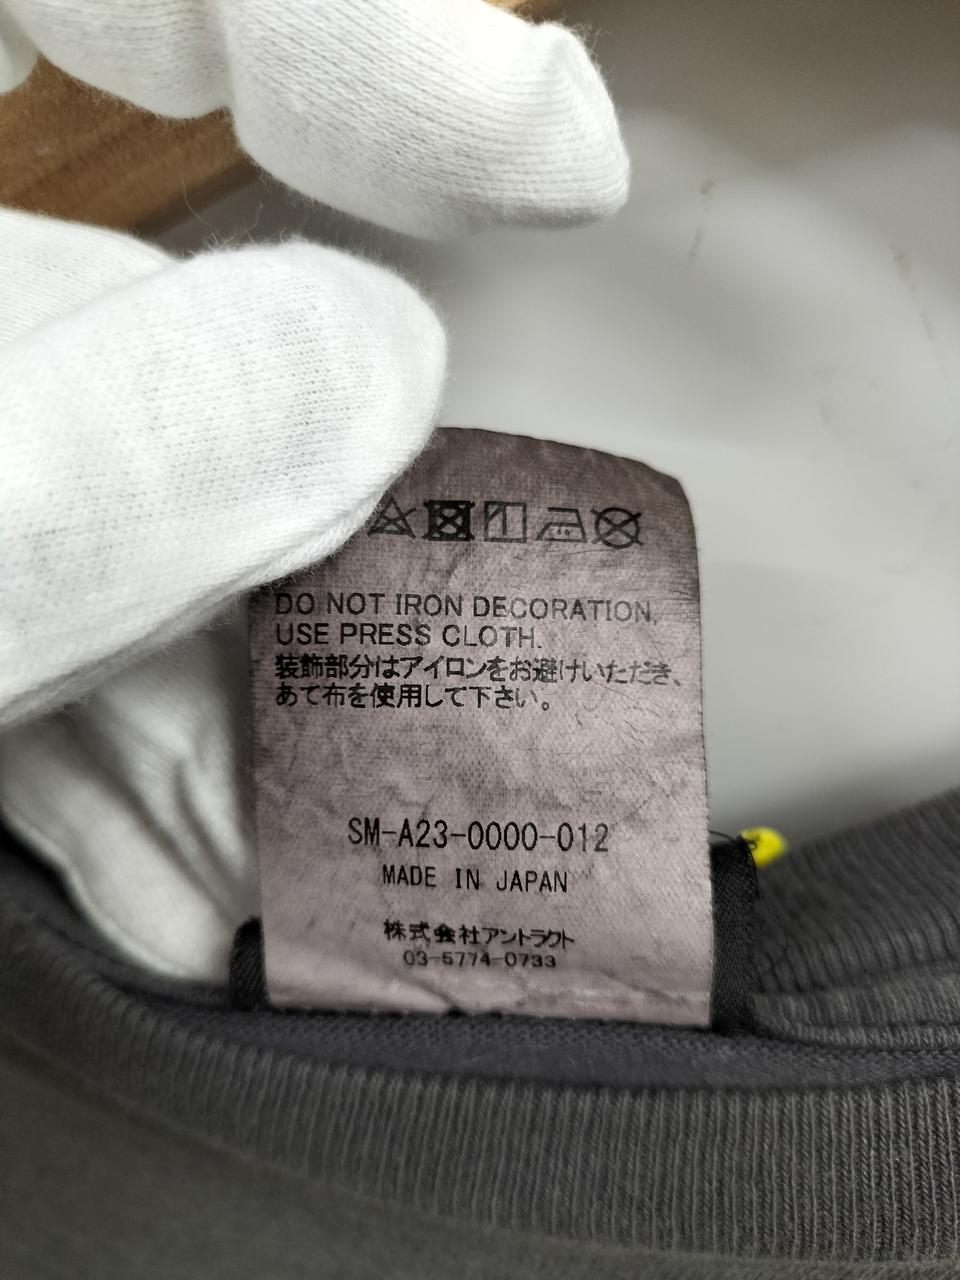 DO NOT IRON DECORATION,
USE PRESS CLOTH.
装飾部分はアイロンをお避けいただき、
あて布を使用して下さい。
SM-A23-0000-012
MADE IN JAPAN
株式会社アントラクト
03-5774-0733